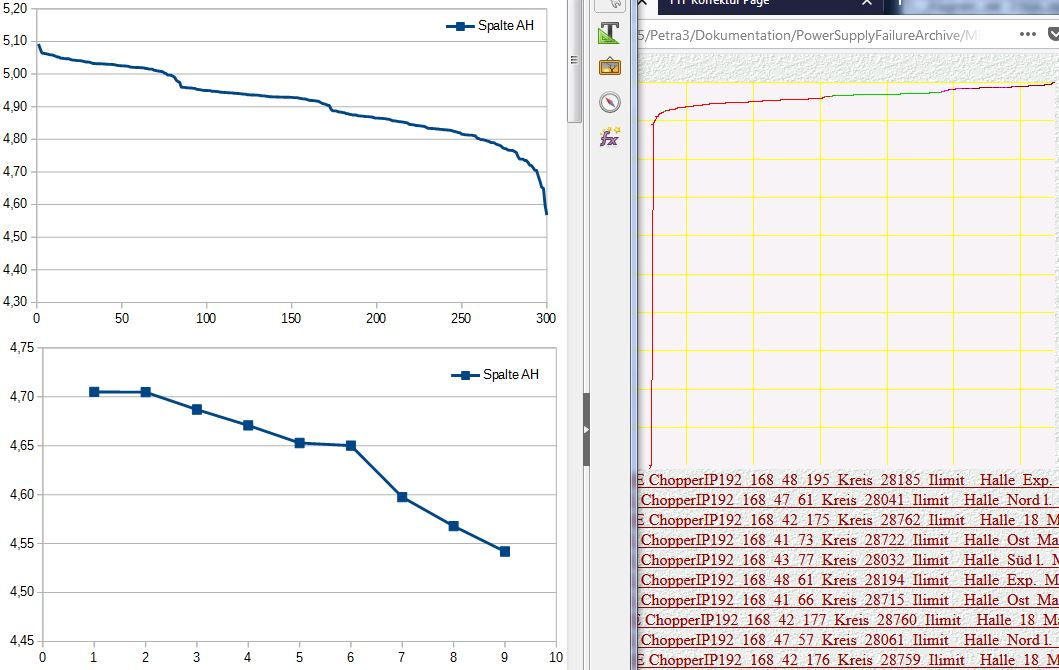 5,20
5,10
5,00
4,90
4,80
4,70
4,60
4,50
4,40
4,30
Spalte AH
0 50 100 150 200 250 300
4,75
4,70
4,65
4,60
4,55
4,50
4,45
Spalte AH
0 1 2 3 4 5 6 7 8 9 10
Korrektur Page
5/Petra3/Dokumentation/PowerSupplyFailureArchive/Mi
E ChopperIP192 168 48 195 Kreis 28185 Ilimit Halle Exp.
ChopperIP192 168 47 61 Kreis 28041 Ilimit Halle Nord l.
E ChopperIP192 168 42 175 Kreis 28762 Ilimit Halle 18 M
ChopperIP192 168 41 73 Kreis 28722 Ilimit Halle Ost Ma
ChopperIP192 168 43 77 Kreis 28032 Ilimit Halle Süd l. M
ChopperIP192 168 48 61 Kreis 28194 Ilimit Halle Exp. M
ChopperIP192 168 41 66 Kreis 28715 Ilimit Halle Ost Ma
E ChopperIP192 168 42 177 Kreis 28760 Ilimit Halle 18 M
ChopperIP192 168 47 57 Kreis 28061 Ilimit Halle Nord l.
ChopperIP192 168 42 176 Kreis 28759 Ilimit Halle 18 M